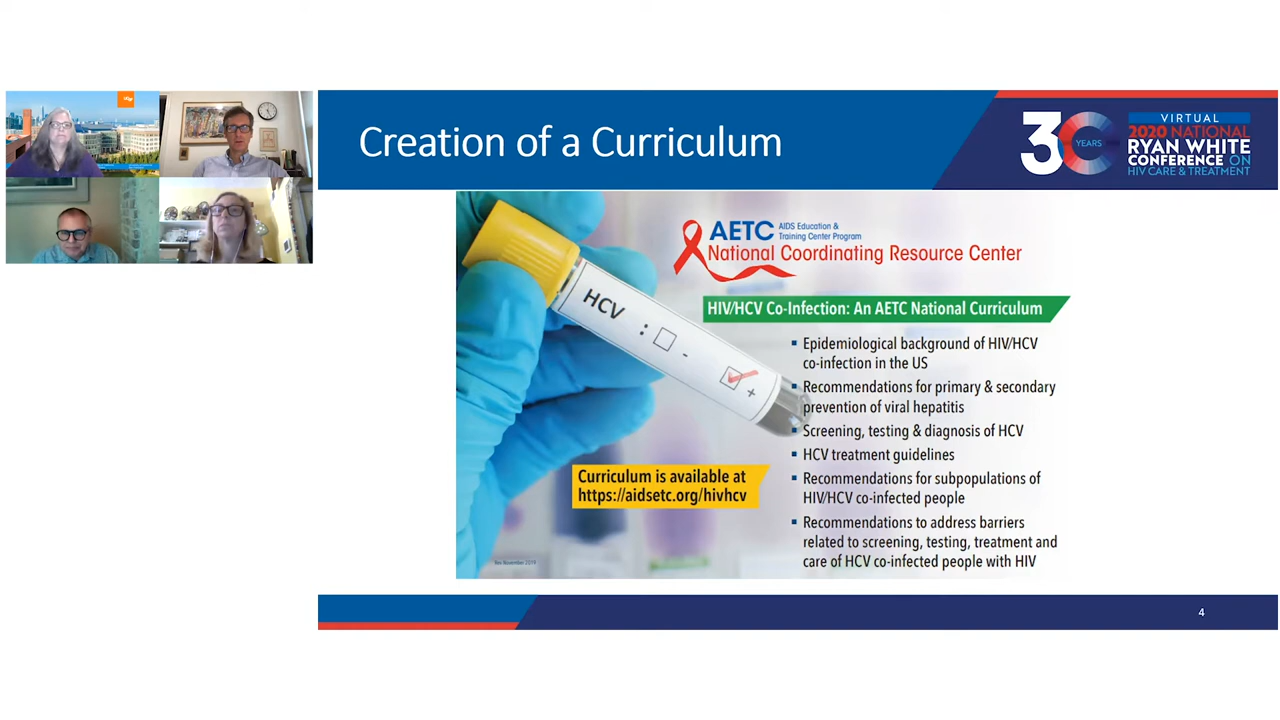 Creation of a Curriculum
30
YEARS
VIRTUAL
2020 NATIONAL
RYAN WHITE
CONFERENCE ON
HIV CARE & TREATMENT
AETC AIDS Education &
Training Center Program
National Coordinating Resource Center
HCV : -
+
HIV/HCV Co-Infection: An AETC National Curriculum
▪ Epidemiological background of HIV/HCV
co-infection in the US
▪ Recommendations for primary & secondary
prevention of viral hepatitis
▪ Screening, testing & diagnosis of HCV
▪ HCV treatment guidelines
▪ Recommendations for subpopulations of
HIV/HCV co-infected people
▪ Recommendations to address barriers
related to screening, testing, treatment and
care of HCV co-infected people with HIV
Curriculum is available at
https://aidsetc.org/hivhcv
4